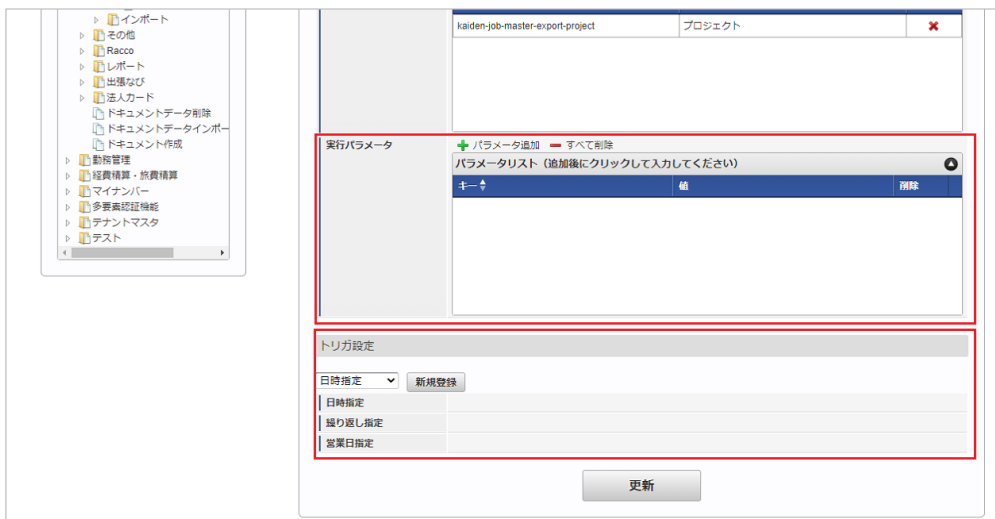 インポート
その他
Racco
レポート
出張なび
法人カード
ドキュメントデータ削除
ドキュメントデータインポー
ドキュメント作成
勤務管理
経費精算・旅費精算
マイナンバー
多要素認証機能
テナントマスタ
テスト
kaiden-job-master-export-project プロジェクト
実行パラメータ パラメータ追加 すべて削除
パラメータリスト（追加後にクリックして入力してください）
キー 値 削除
トリガ設定
日時指定 新規登録
日時指定
繰り返し指定
営業日指定
更新